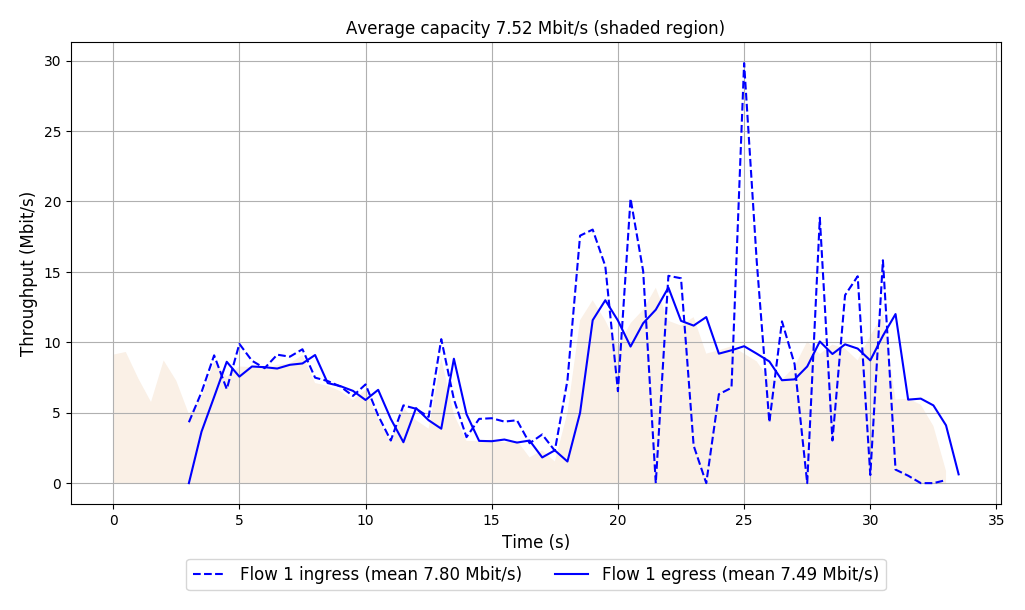 Average capacity 7.52 Mbit/s (shaded region)
Throughput (Mbit/s)
30
25
20
15
10
5
0
0 5 10 15 20 25 30 35
Time (s)
Flow 1 ingress (mean 7.80 Mbit/s) Flow 1 egress (mean 7.49 Mbit/s)